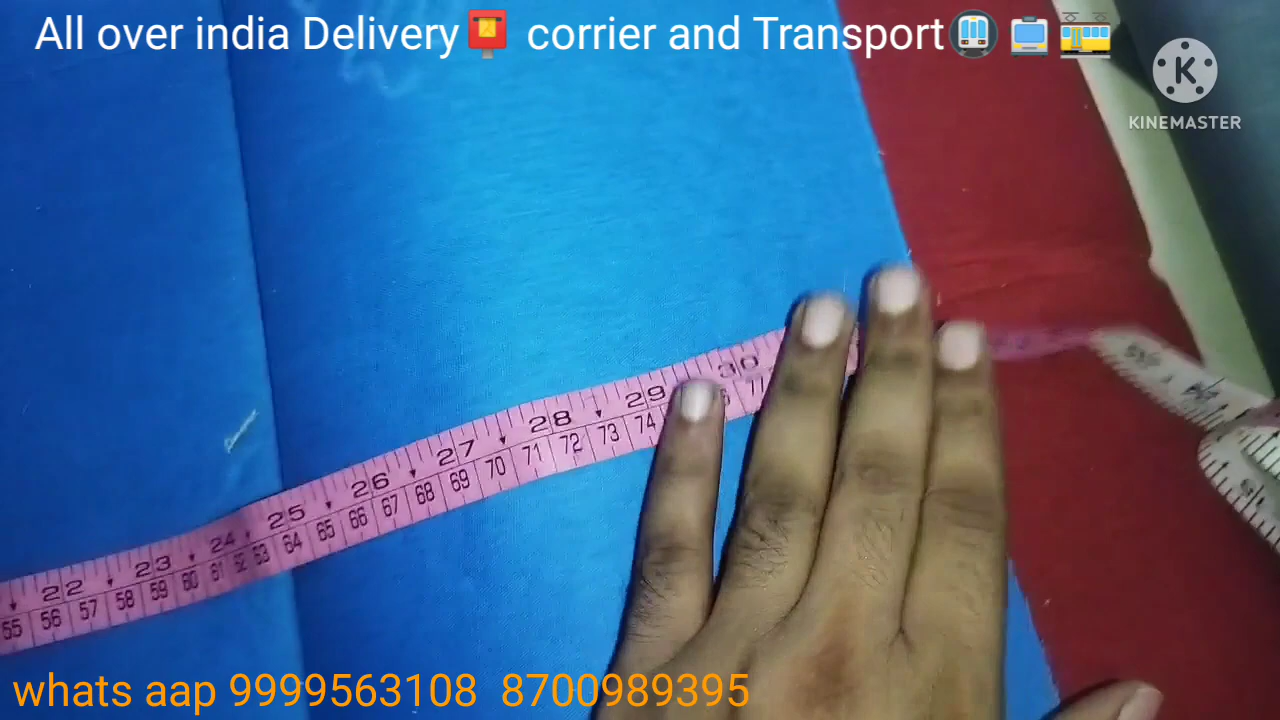 All over india Delivery📮 corrier and Transport🚇🚍🚋
K
KINEMASTER
22 23 24 25 26 27 28 29 30
55 56 57 58 59 60 61 62 63 64 65 66 67 68 69 70 71 72 73 74 77
whats aap 9999563108 8700989395